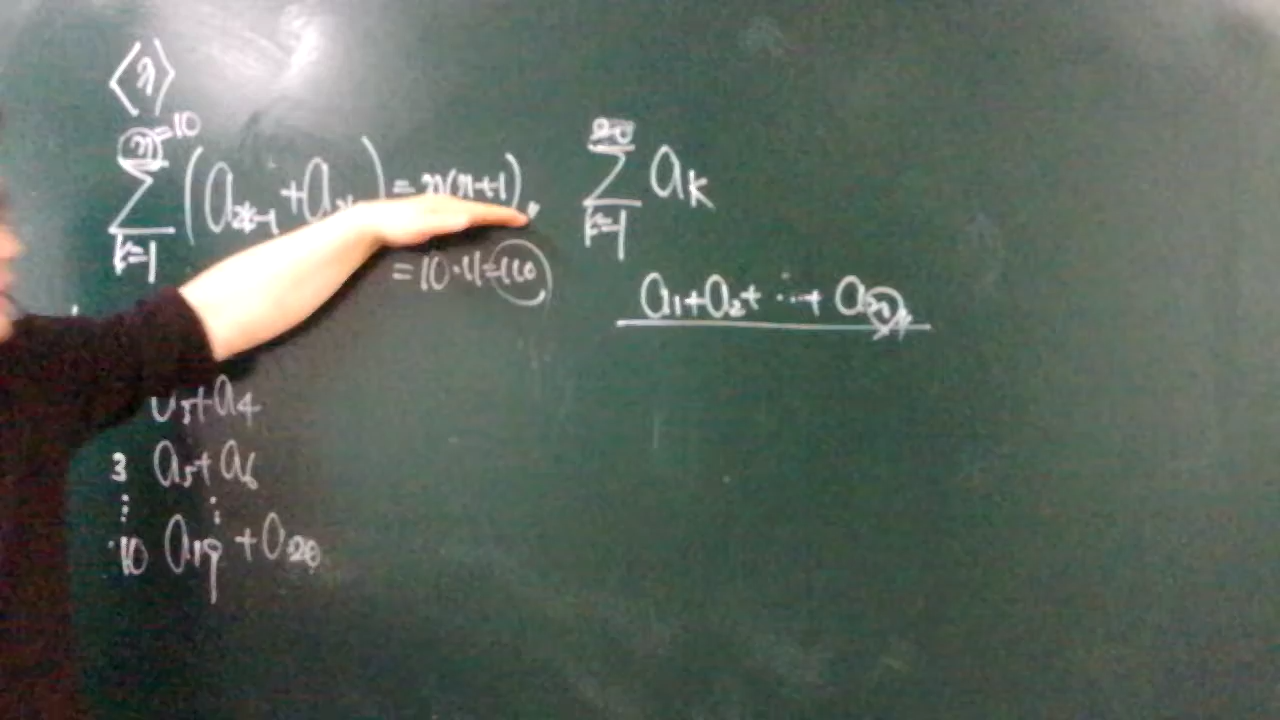 <n>
n=10
∑ (a2k-1 + a2k) = n(n+1)
k=1
= 10·11 = 110
20
∑ ak
k=1
a1 + a2 + ··· + a20
+ a4
3 a5 + a6
⋮ ⋮
10 a19 + a20